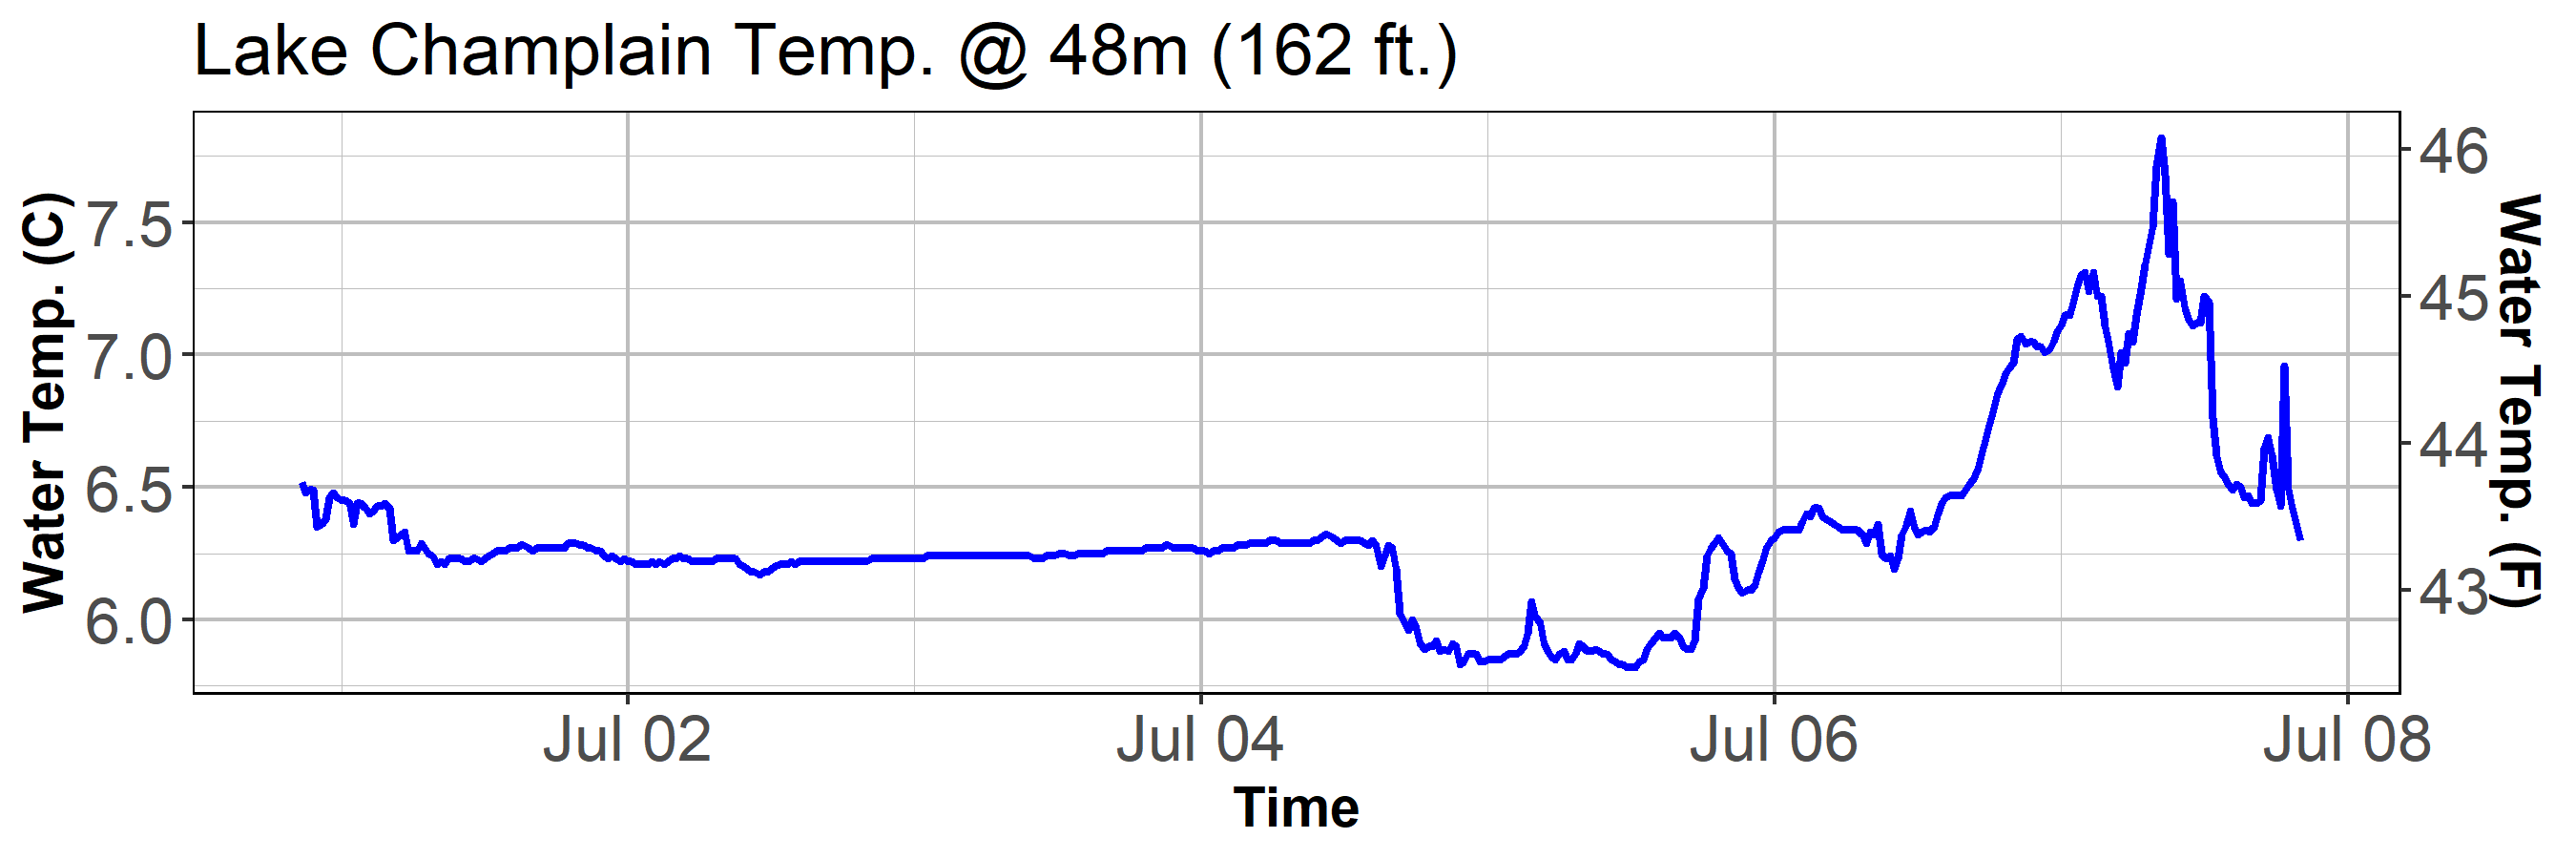 Lake Champlain Temp. @ 48m (162 ft.)
Water Temp. (C)
7.5
7.0
6.5
6.0
46
45
44
43
Water Temp. (F)
Jul 02 Jul 04 Jul 06 Jul 08
Time